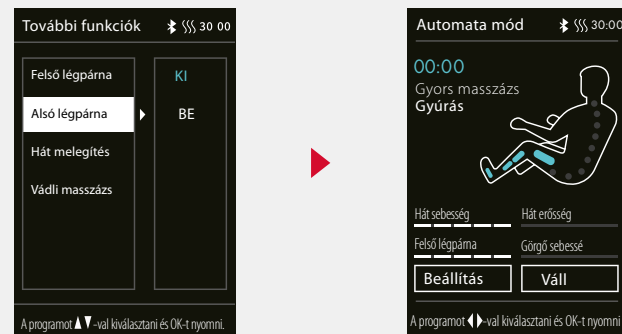 További funkciók 30 00
Felső légpárna KI
Alsó légpárna BE
Hát melegítés
Vádli masszázs
A programot ▲▼-val kiválasztani és OK-t nyomni.
Automata mód 30:00
00:00
Gyors masszázs
Gyúrás
Hát sebesség Hát erősség
Felső légpárna Görgő sebessé
Beállítás Váll
A programot ◀▶-val kiválasztani és OK-t nyomni